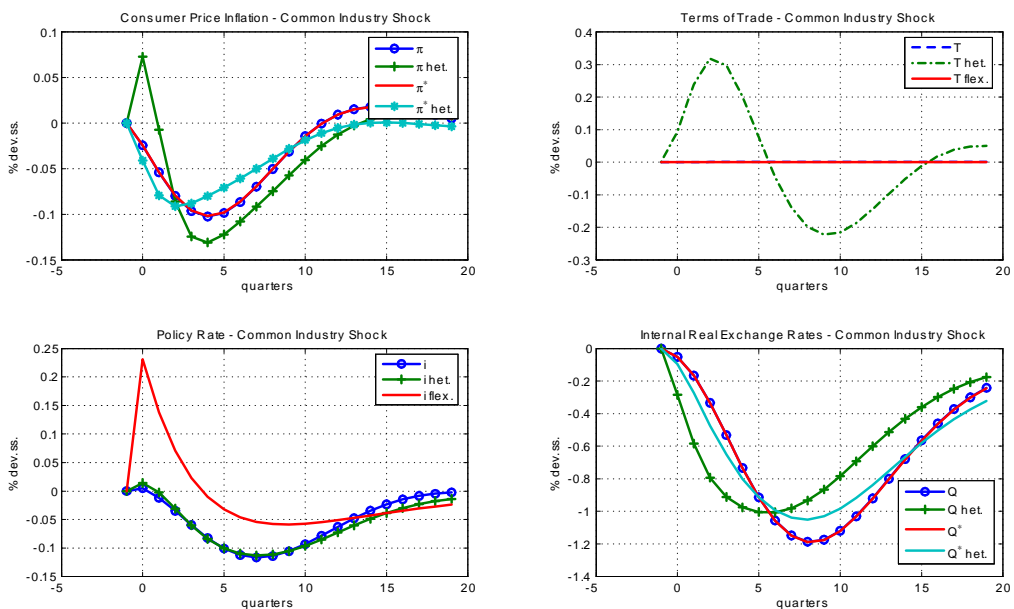 Consumer Price Inflation - Common Industry Shock
0.1
0.05
0
-0.05
-0.1
-0.15
% dev.ss.
-5 0 5 10 15 20
quarters
π
π het.
π*
π* het.
Terms of Trade - Common Industry Shock
0.4
0.3
0.2
0.1
0
-0.1
-0.2
-0.3
% dev.ss.
-5 0 5 10 15 20
quarters
T
T het.
T flex.
Policy Rate - Common Industry Shock
0.25
0.2
0.15
0.1
0.05
0
-0.05
-0.1
-0.15
% dev.ss.
-5 0 5 10 15 20
quarters
i
i het.
i flex.
Internal Real Exchange Rates - Common Industry Shock
0
-0.2
-0.4
-0.6
-0.8
-1
-1.2
-1.4
% dev.ss.
-5 0 5 10 15 20
quarters
Q
Q het.
Q*
Q* het.